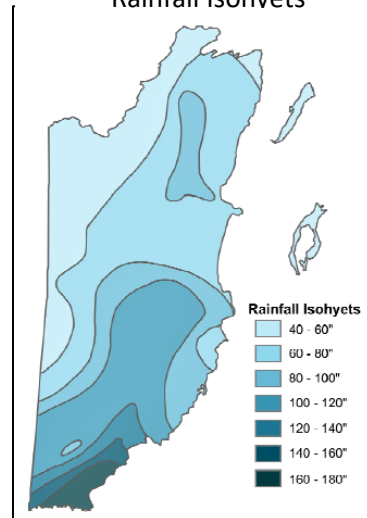 Rainfall Isohyets
Rainfall Isohyets
40 - 60"
60 - 80"
80 - 100"
100 - 120"
120 - 140"
140 - 160"
160 - 180"